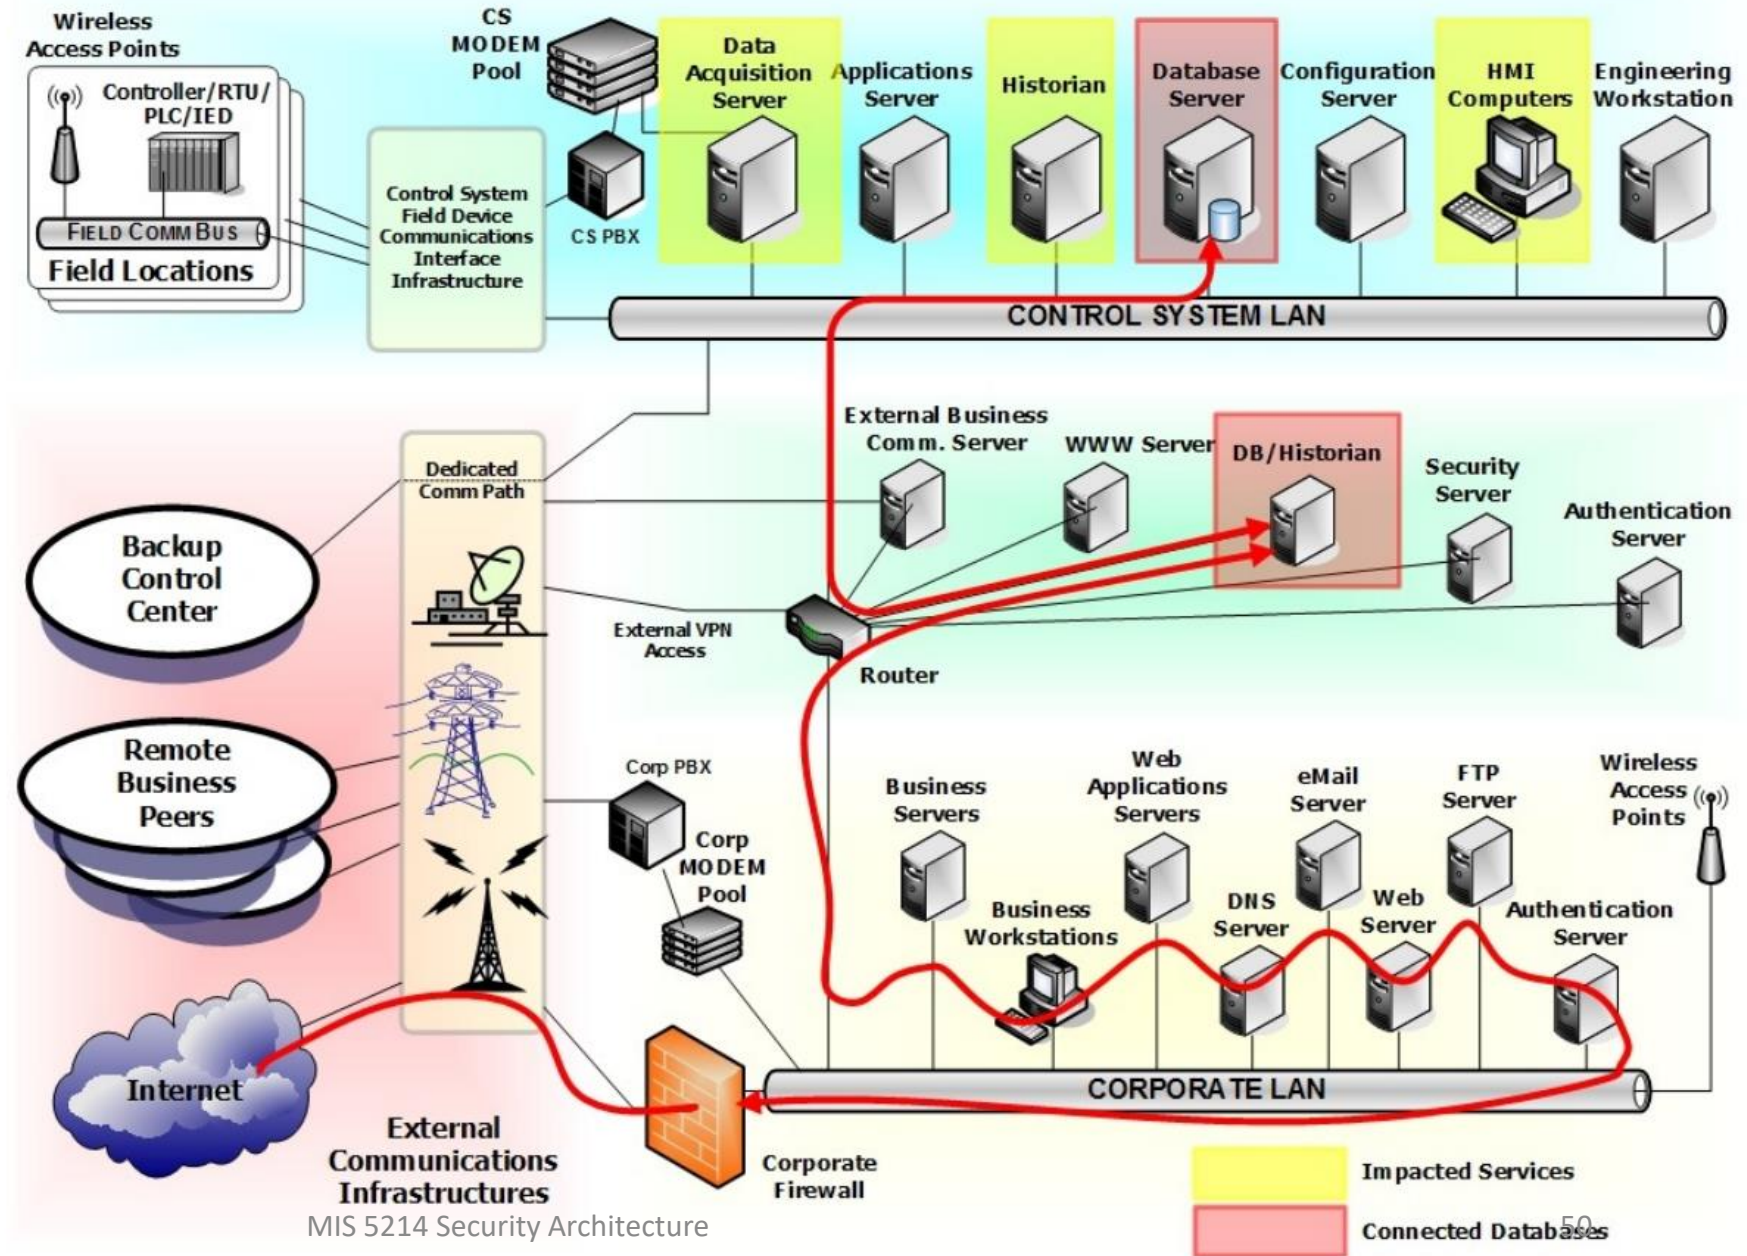 Wireless
Access Points
Controller/RTU/
PLC/IED
FIELD COMM BUS
Field Locations
Control System
Field Device
Communications
Interface
Infrastructure
CS
MODEM
Pool
CS PBX
Data
Acquisition
Server
Applications
Server
Historian
Database
Server
Configuration
Server
HMI
Computers
Engineering
Workstation
CONTROL SYSTEM LAN
Dedicated
Comm Path
External Business
Comm. Server
WWW Server
DB/Historian
Security
Server
Authentication
Server
Backup
Control
Center
External VPN
Access
Router
Remote
Business
Peers
Corp PBX
Corp
MODEM
Pool
Business
Servers
Business
Workstations
Web
Applications
Servers
DNS
Server
eMail
Server
Web
Server
FTP
Server
Authentication
Server
Wireless
Access
Points
Internet
CORPORATE LAN
External
Communications
Infrastructures
Corporate
Firewall
Impacted Services
Connected Databases
MIS 5214 Security Architecture
50